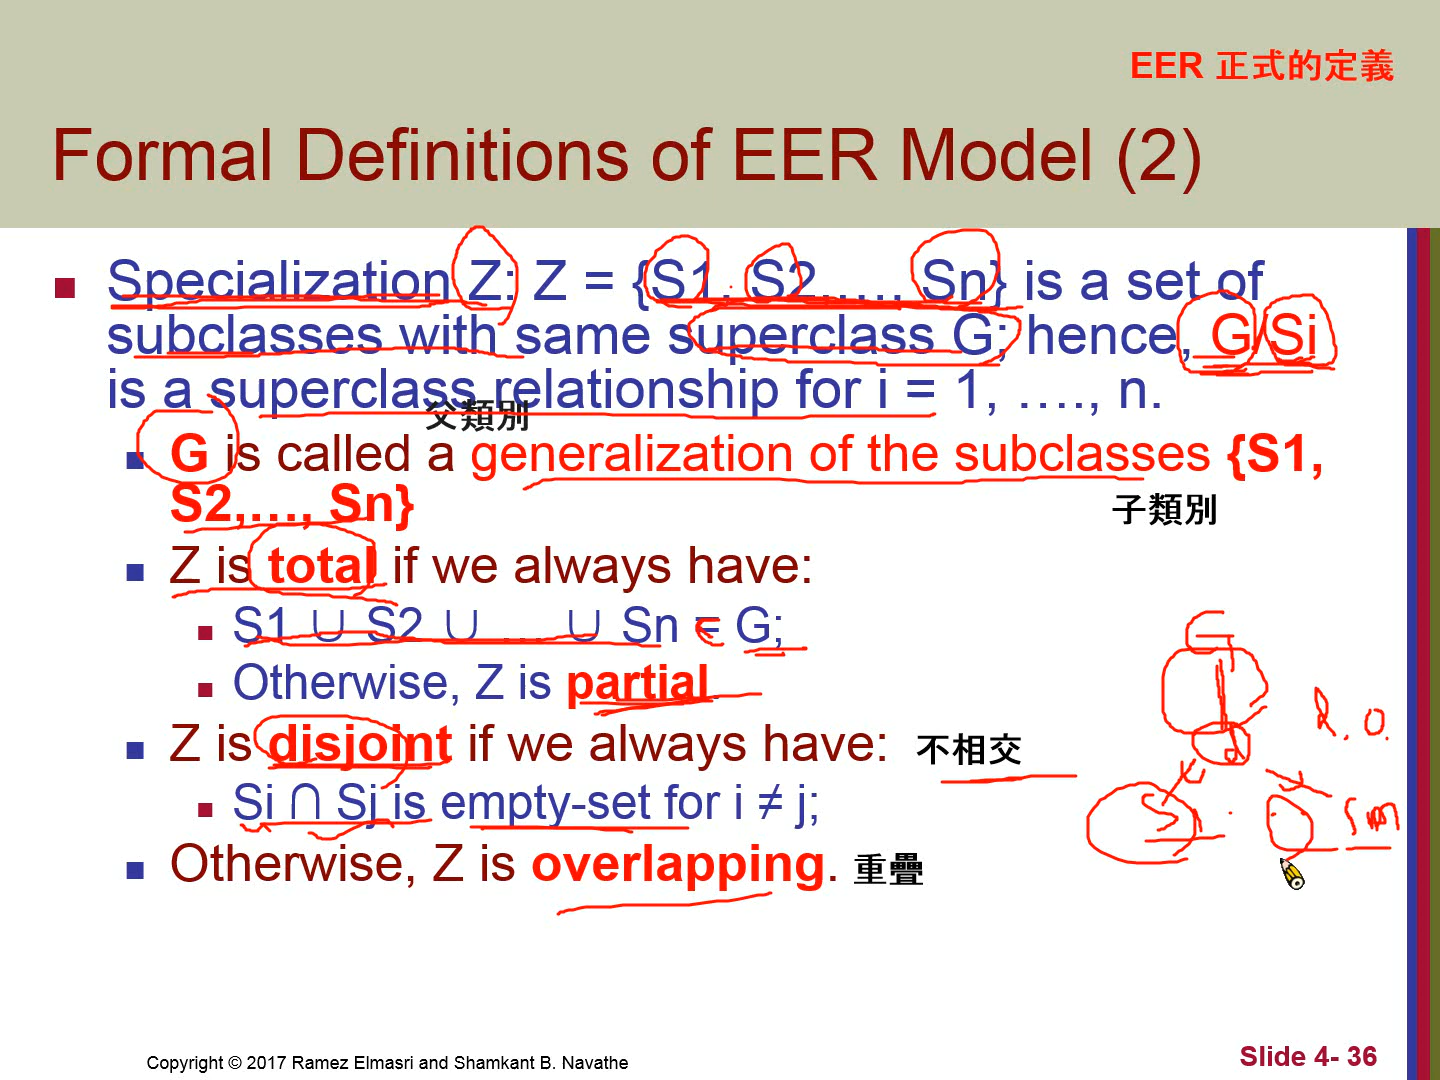 EER 正式的定義
Formal Definitions of EER Model (2)
Specialization Z: Z = {S1, S2,…, Sn} is a set of
subclasses with same superclass G; hence, G/Si
is a superclass relationship for i = 1, …., n.
父類別
G is called a generalization of the subclasses {S1,
S2,…, Sn}
子類別
Z is total if we always have:
S1 ∪ S2 ∪ … ∪ Sn = G;
Otherwise, Z is partial.
Z is disjoint if we always have: 不相交
Si ∩ Sj is empty-set for i ≠ j;
Otherwise, Z is overlapping. 重疊
G
S1
Sn
Copyright © 2017 Ramez Elmasri and Shamkant B. Navathe
Slide 4- 36